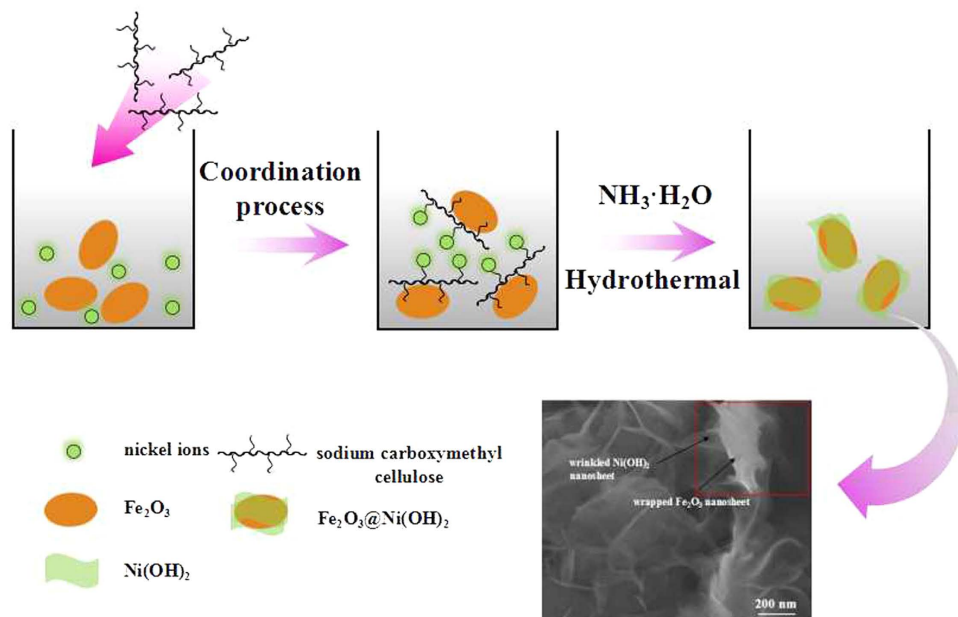 Coordination
process
NH₃·H₂O
Hydrothermal
nickel ions
sodium carboxymethyl
cellulose
Fe₂O₃
Fe₂O₃@Ni(OH)₂
Ni(OH)₂
wrinkled Ni(OH)₂
nanosheet
wrapped Fe₂O₃ nanosheet
200 nm